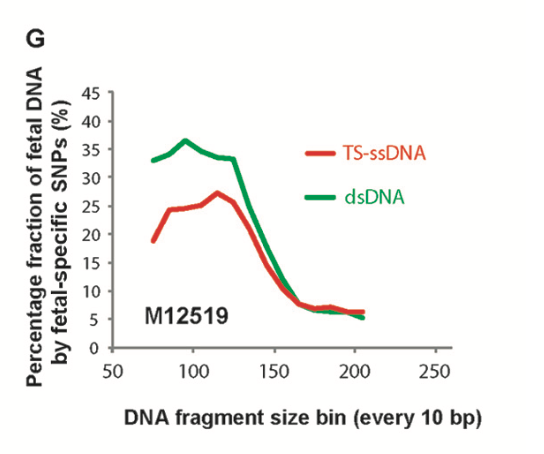 G
Percentage fraction of fetal DNA
by fetal-specific SNPs (%)
45
40
35
30
25
20
15
10
5
0
TS-ssDNA
dsDNA
M12519
50 100 150 200 250
DNA fragment size bin (every 10 bp)